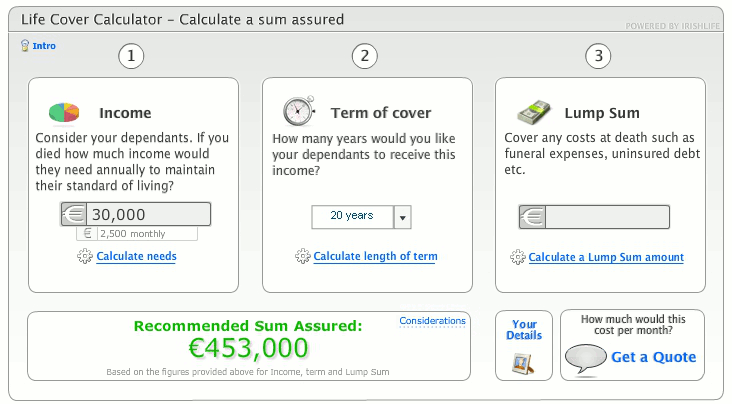 Life Cover Calculator – Calculate a sum assured
POWERED BY IRISHLIFE
Intro
1
Income
Consider your dependants. If you
died how much income would
they need annually to maintain
their standard of living?
€ 30,000
€ 2,500 monthly
Calculate needs
2
Term of cover
How many years would you like
your dependants to receive this
income?
20 years
Calculate length of term
3
Lump Sum
Cover any costs at death such as
funeral expenses, uninsured debt
etc.
€
Calculate a Lump Sum amount
Recommended Sum Assured:
Considerations
€453,000
Based on the figures provided above for Income, term and Lump Sum
Your
Details
How much would this
cost per month?
Get a Quote